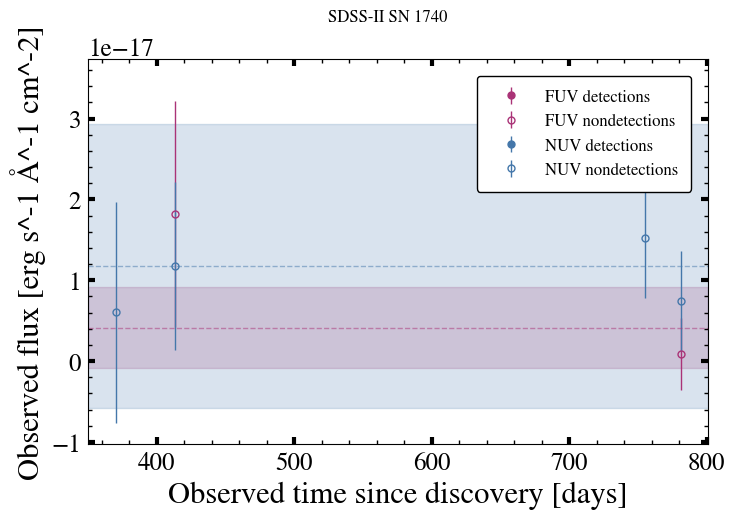 SDSS-II SN 1740
1e−17
Observed flux [erg s^-1 Å^-1 cm^-2]
3
2
1
0
−1
FUV detections
FUV nondetections
NUV detections
NUV nondetections
400
500
600
700
800
Observed time since discovery [days]